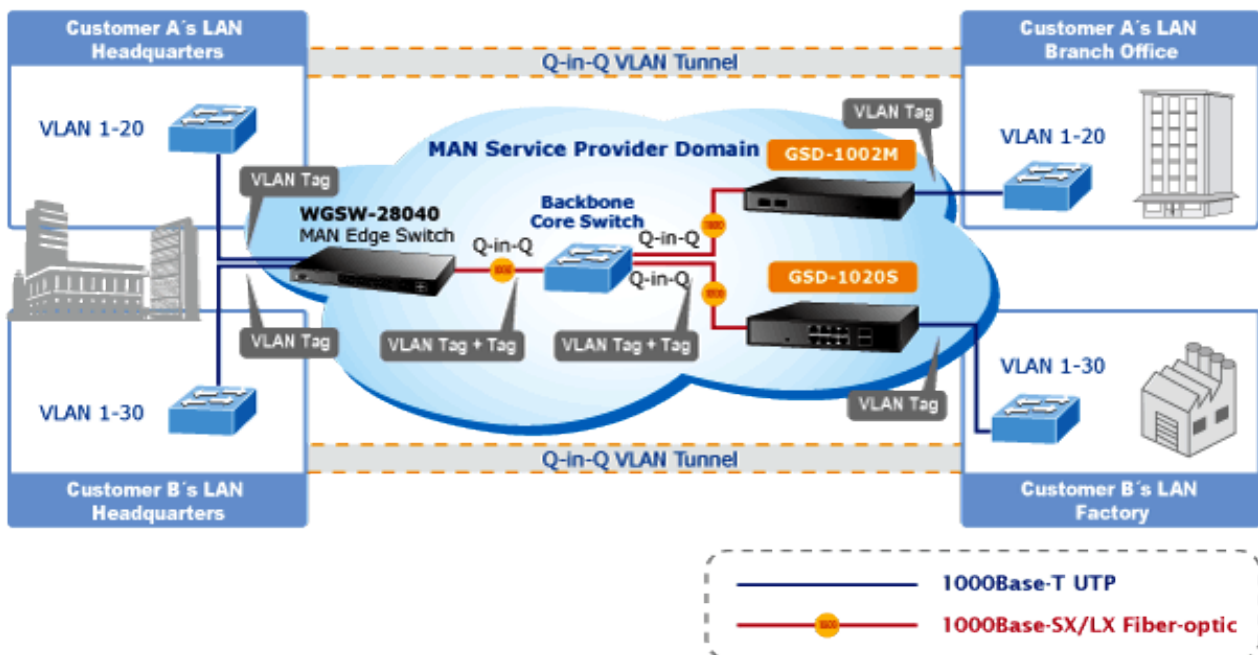 Customer A´s LAN
Headquarters
Customer A´s LAN
Branch Office
Q-in-Q VLAN Tunnel
VLAN 1-20
VLAN Tag
VLAN 1-20
MAN Service Provider Domain
GSD-1002M
VLAN Tag
WGSW-28040
MAN Edge Switch
Backbone
Core Switch
Q-in-Q
Q-in-Q
1000
Q-in-Q
GSD-1020S
VLAN Tag
VLAN Tag + Tag
VLAN Tag + Tag
VLAN 1-30
VLAN 1-30
VLAN Tag
Q-in-Q VLAN Tunnel
Customer B´s LAN
Headquarters
Customer B´s LAN
Factory
1000Base-T UTP
1000Base-SX/LX Fiber-optic